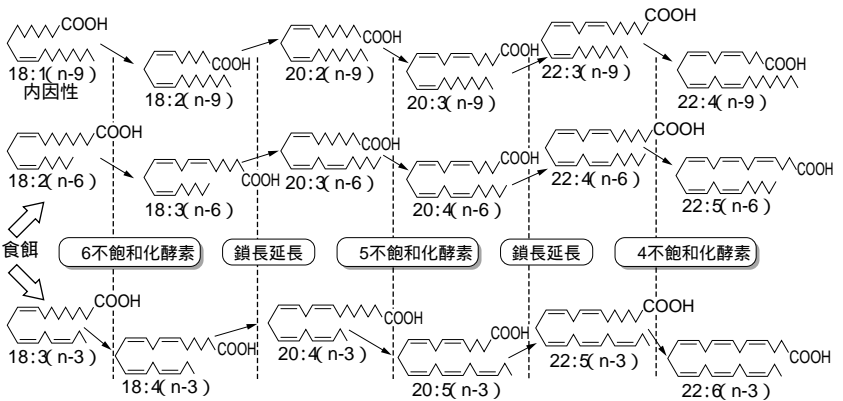 COOH
18:1(n-9)
内因性
COOH
18:2(n-9)
COOH
20:2(n-9)
COOH
20:3(n-9)
COOH
22:3(n-9)
COOH
22:4(n-9)
COOH
18:2(n-6)
COOH
18:3(n-6)
COOH
20:3(n-6)
COOH
20:4(n-6)
COOH
22:4(n-6)
COOH
22:5(n-6)
食餌
6不飽和化酵素
鎖長延長
5不飽和化酵素
鎖長延長
4不飽和化酵素
COOH
18:3(n-3)
COOH
18:4(n-3)
COOH
20:4(n-3)
COOH
20:5(n-3)
COOH
22:5(n-3)
COOH
22:6(n-3)